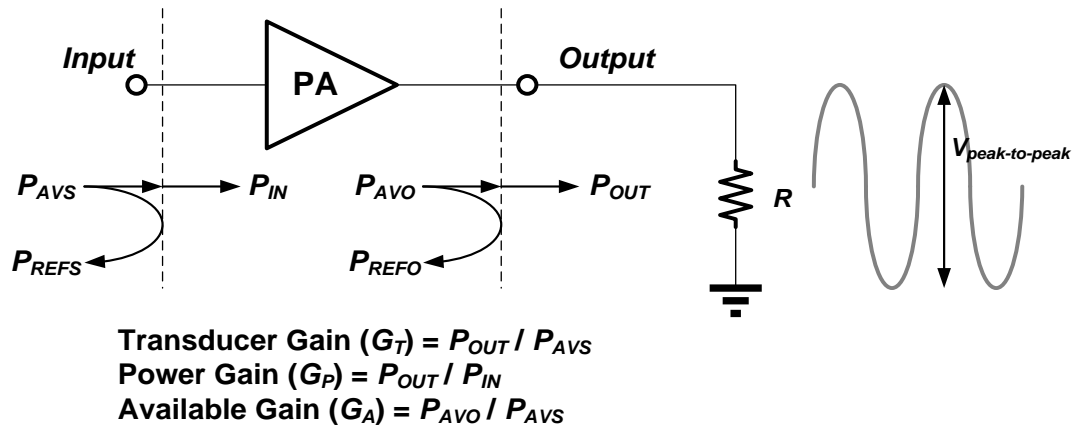 Input
PA
Output
V_peak-to-peak
P_AVS
P_IN
P_AVO
P_OUT
R
P_REFS
P_REFO
Transducer Gain (G_T) = P_OUT / P_AVS
Power Gain (G_P) = P_OUT / P_IN
Available Gain (G_A) = P_AVO / P_AVS